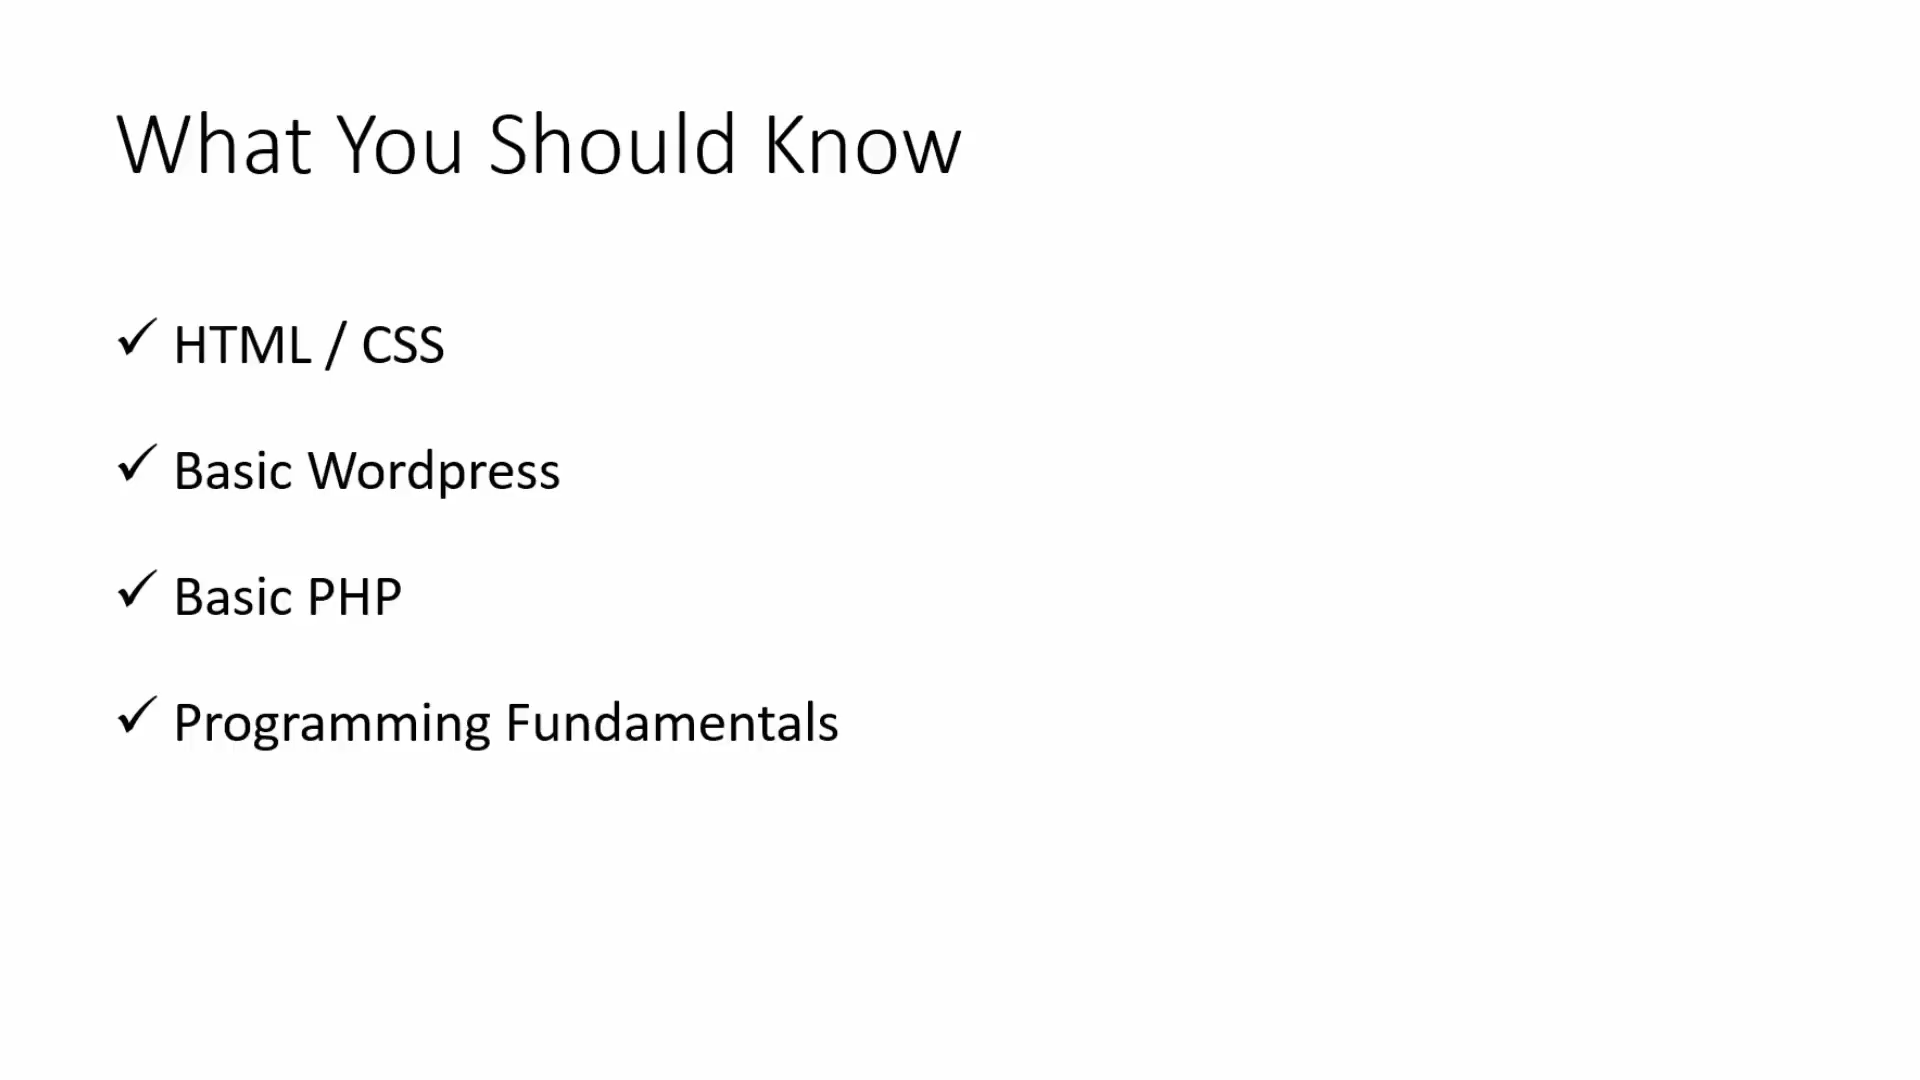 What You Should Know
✓ HTML / CSS
✓ Basic Wordpress
✓ Basic PHP
✓ Programming Fundamentals